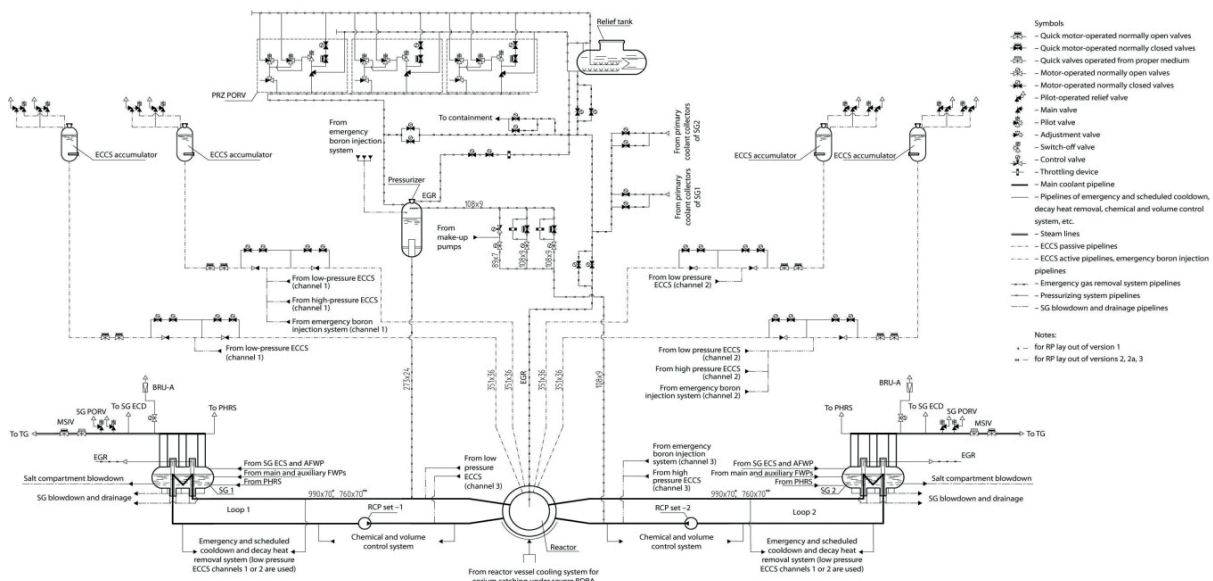 Relief tank
PRZ PORV
To containment
From
emergency
boron injection
system
From primary
coolant collectors
of SG2
From primary
coolant collectors
of SG1
ECCS accumulator
ECCS accumulator
ECCS accumulator
ECCS accumulator
Pressurizer
EGR
108x9
From
make-up
pumps
89x7
108x9
108x9
From low-pressure ECCS
(channel 1)
From high-pressure ECCS
(channel 1)
From emergency boron
injection system (channel 1)
From low-pressure ECCS
(channel 1)
From low pressure
ECCS (channel 2)
From low pressure ECCS
(channel 2)
From high pressure ECCS
(channel 2)
From emergency boron
injection system (channel 2)
273x24
351x36
351x36
EGR
351x36
351x36
108x9
BRU-A
To SG ECD
To PHRS
SG PORV
MSIV
To TG
EGR
Salt compartment blowdown
SG blowdown and drainage
From SG ECS and AFWP
From main and auxiliary FWPs
From PHRS
SG 1
990x70* 760x70**
Loop 1
RCP set –1
From low
pressure
ECCS
(channel 3)
Chemical and volume
control system
Emergency and scheduled
cooldown and decay heat
removal system (low pressure
ECCS channels 1 or 2 are used)
Reactor
From reactor vessel cooling system for
From emergency
boron injection
system (channel 3)
From high
pressure ECCS
(channel 3)
990x70* 760x70**
Loop 2
RCP set –2
Chemical and volume
control system
Emergency and scheduled
cooldown and decay heat
removal system (low pressure
ECCS channels 1 or 2 are used)
BRU-A
To PHRS
To SG ECD
SG PORV
MSIV
To TG
EGR
From SG ECS and AFWP
From main and auxiliary FWPs
From PHRS
SG 2
Salt compartment blowdown
SG blowdown and drainage
Symbols
– Quick motor-operated normally open valves
– Quick motor-operated normally closed valves
– Quick valves operated from proper medium
– Motor-operated normally open valves
– Motor-operated normally closed valves
– Pilot-operated relief valve
– Main valve
– Pilot valve
– Adjustment valve
– Switch-off valve
– Control valve
– Throttling device
– Main coolant pipeline
– Pipelines of emergency and scheduled cooldown,
decay heat removal, chemical and volume control
system, etc.
– Steam lines
– ECCS passive pipelines
– ECCS active pipelines, emergency boron injection
pipelines
– Emergency gas removal system pipelines
– Pressurizing system pipelines
– SG blowdown and drainage pipelines
Notes:
* – for RP lay out of version 1
** – for RP lay out of versions 2, 2a, 3